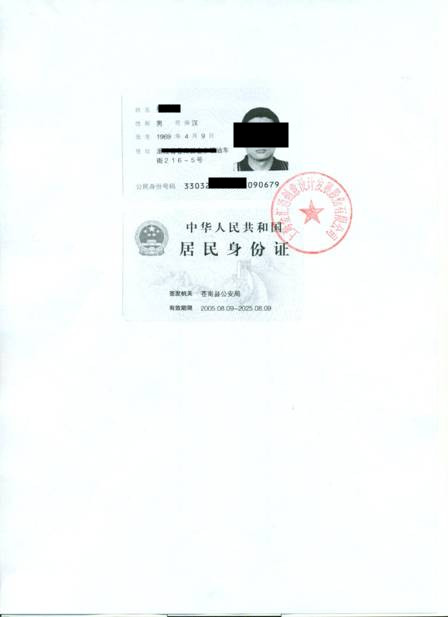 姓名
性别 男 民族 汉
出生 1969 年 4 月 9 日
住址
街216-5号
公民身份号码 33032 090679
中华人民共和国
居民身份证
签发机关 苍南县公安局
有效期限 2005.08.09-2025.08.09